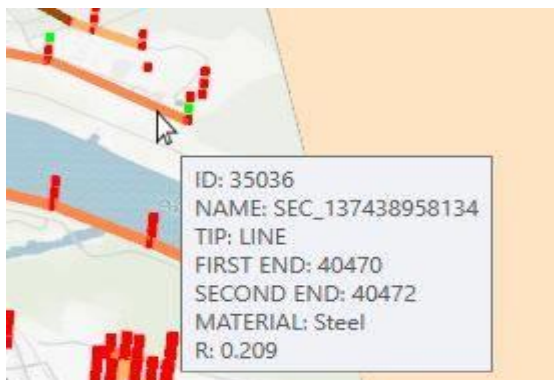 ID: 35036
NAME: SEC_137438958134
TIP: LINE
FIRST END: 40470
SECOND END: 40472
MATERIAL: Steel
R: 0.209